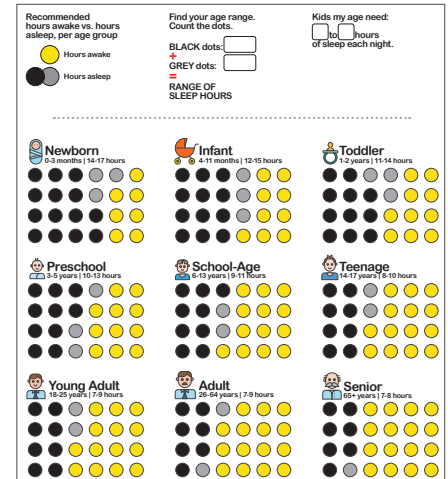 Recommended
hours awake vs. hours
asleep, per age group
Hours awake
Hours asleep
Find your age range.
Count the dots.
BLACK dots:
+
GREY dots:
=
RANGE OF
SLEEP HOURS
Kids my age need:
to hours
of sleep each night.
Newborn
0-3 months | 14-17 hours
Infant
4-11 months | 12-15 hours
Toddler
1-2 years | 11-14 hours
Preschool
3-5 years | 10-13 hours
School-Age
6-13 years | 9-11 hours
Teenage
14-17 years | 8-10 hours
Young Adult
18-25 years | 7-9 hours
Adult
26-64 years | 7-9 hours
Senior
65+ years | 7-8 hours